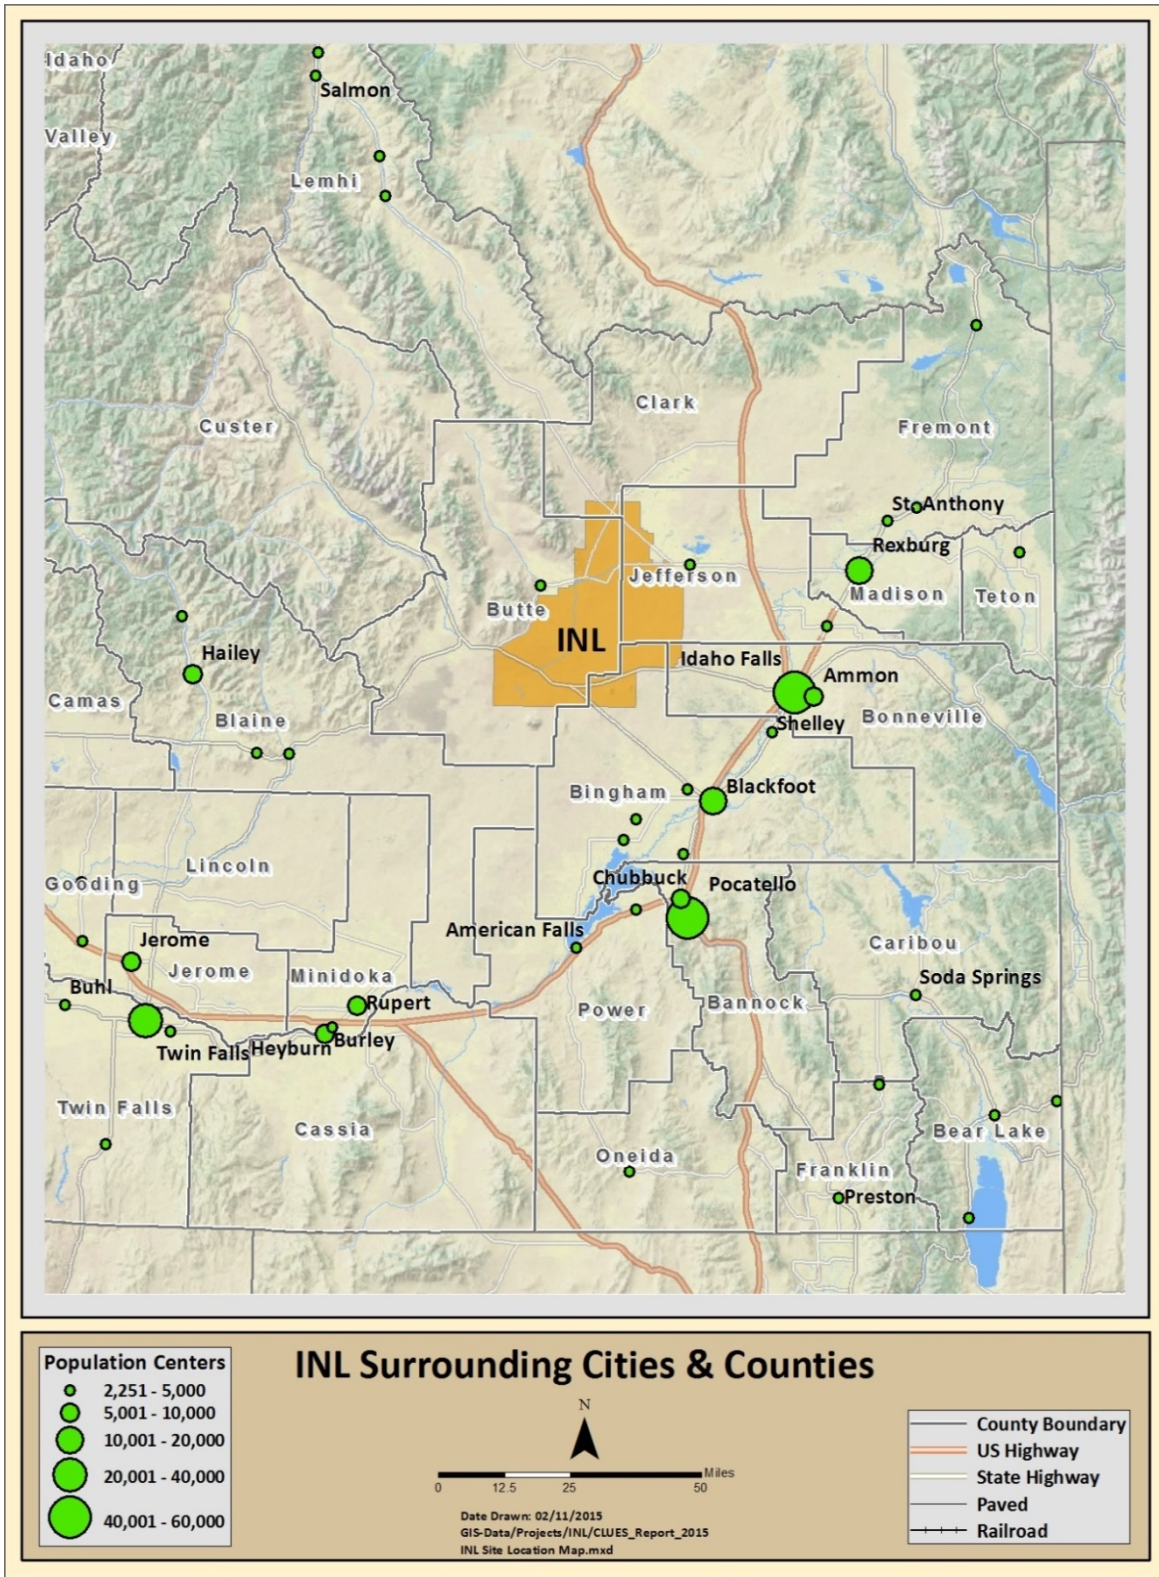 Idaho
Salmon
Valley
Lemhi
Clark
Custer
Fremont
St. Anthony
Rexburg
Jefferson
Madison
Teton
Butte
INL
Hailey
Idaho Falls
Ammon
Camas
Blaine
Shelley
Bonneville
Bingham
Blackfoot
Lincoln
Gooding
Chubbuck
Pocatello
American Falls
Jerome
Jerome
Caribou
Minidoka
Soda Springs
Buhl
Rupert
Power
Bannock
Twin Falls
Heyburn
Burley
Twin Falls
Cassia
Bear Lake
Oneida
Franklin
Preston
Population Centers
2,251 - 5,000
5,001 - 10,000
10,001 - 20,000
20,001 - 40,000
40,001 - 60,000
INL Surrounding Cities & Counties
N
Miles
0 12.5 25 50
Date Drawn: 02/11/2015
GIS-Data/Projects/INL/CLUES_Report_2015
INL Site Location Map.mxd
County Boundary
US Highway
State Highway
Paved
Railroad